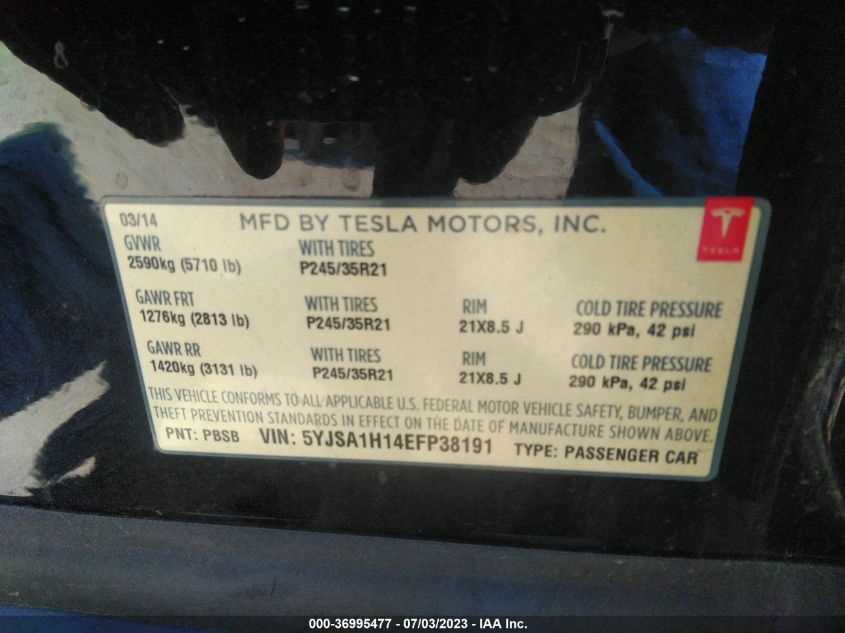 03/14 MFD BY TESLA MOTORS, INC.
GVWR WITH TIRES
2590kg (5710 lb) P245/35R21
TESLA
GAWR FRT WITH TIRES RIM COLD TIRE PRESSURE
1276kg (2813 lb) P245/35R21 21X8.5 J 290 kPa, 42 psi
GAWR RR WITH TIRES RIM COLD TIRE PRESSURE
1420kg (3131 lb) P245/35R21 21X8.5 J 290 kPa, 42 psi
THIS VEHICLE CONFORMS TO ALL APPLICABLE U.S. FEDERAL MOTOR VEHICLE SAFETY, BUMPER, AND
THEFT PREVENTION STANDARDS IN EFFECT ON THE DATE OF MANUFACTURE SHOWN ABOVE.
PNT: PBSB VIN: 5YJSA1H14EFP38191 TYPE: PASSENGER CAR
000-36995477 - 07/03/2023 - IAA Inc.